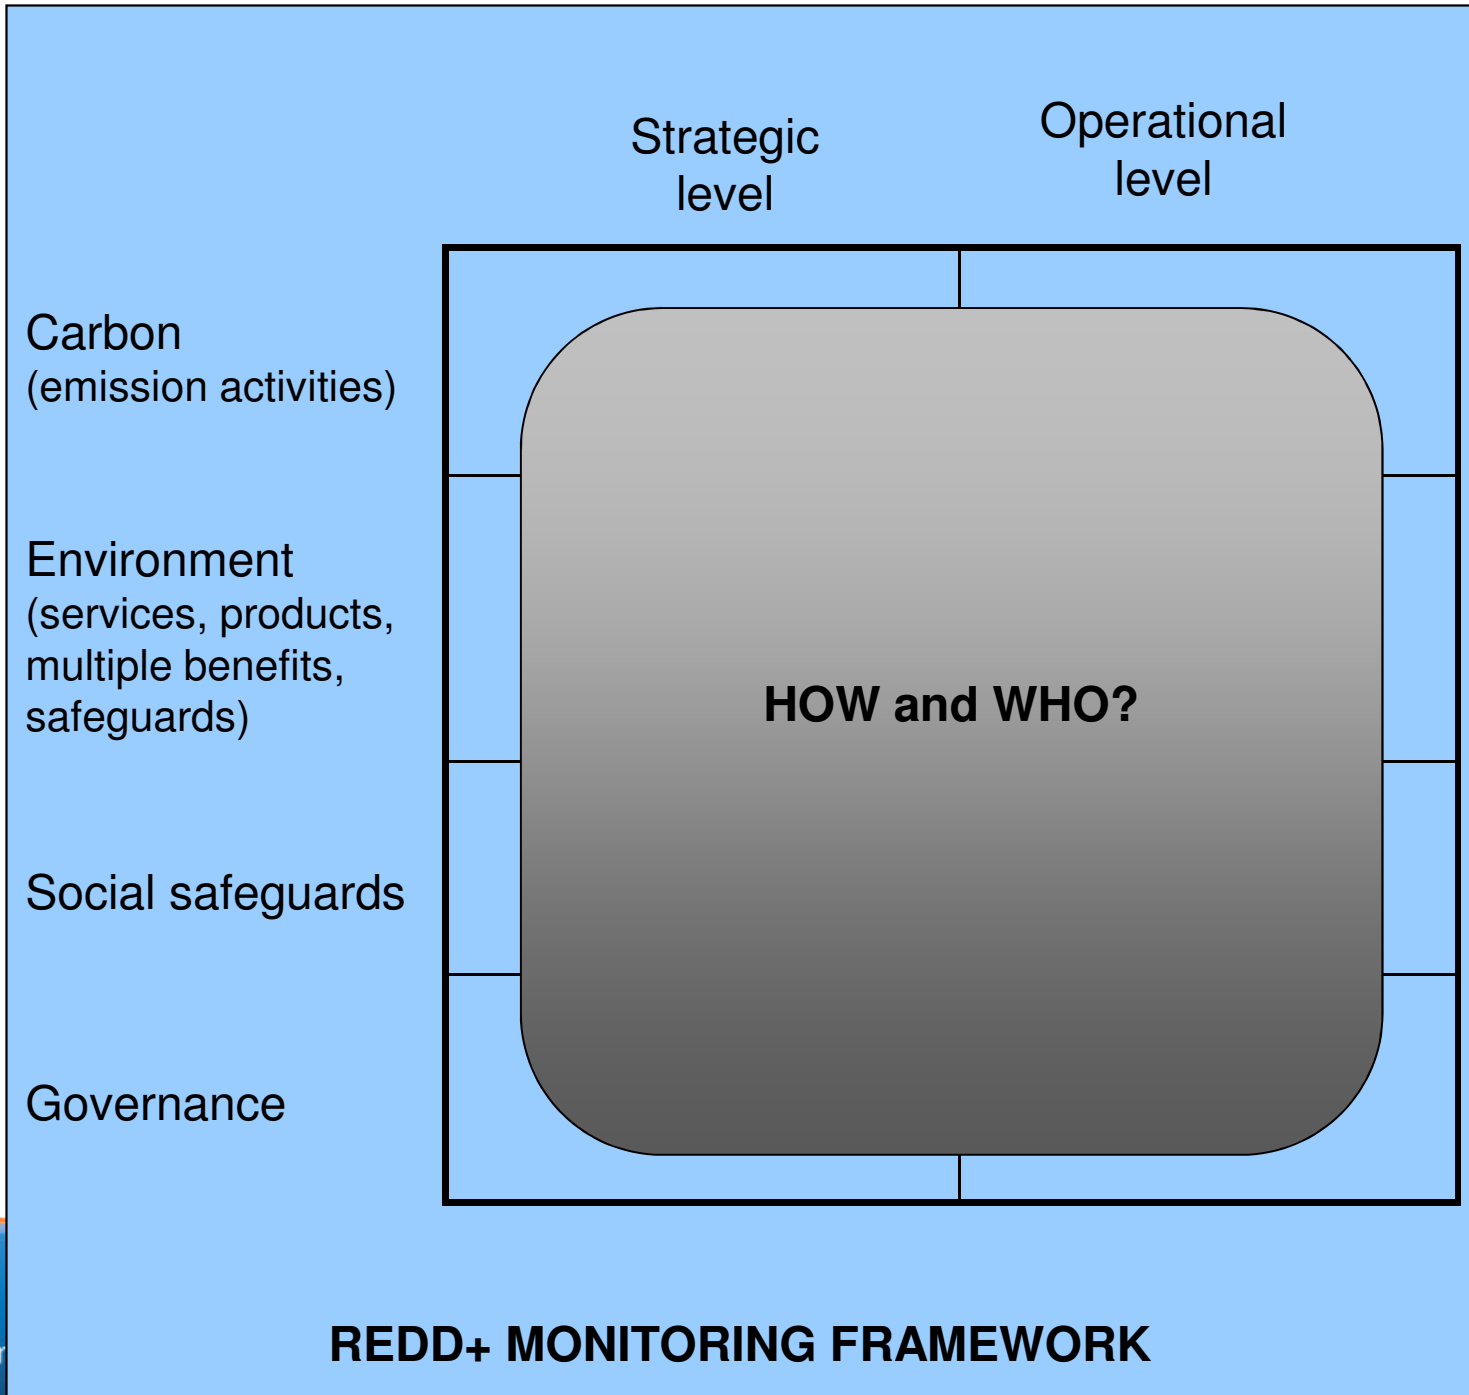 Strategic
level
Operational
level
Carbon
(emission activities)
Environment
(services, products,
multiple benefits,
safeguards)
HOW and WHO?
Social safeguards
Governance
REDD+ MONITORING FRAMEWORK